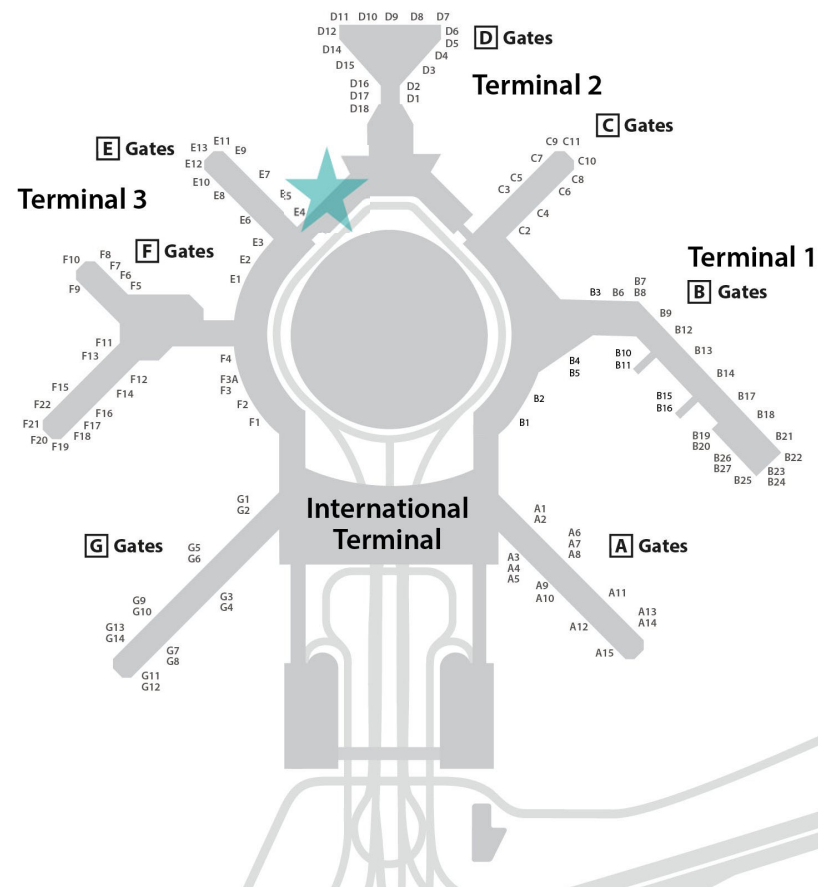 D11 D10 D9 D8 D7
D12
D6
D5
D14
D4
D15
D3
D16
D17
D18
D2
D1
D Gates
Terminal 2
C Gates
C9 C11
C7
C10
C5
C8
C3
C6
C4
C2
E Gates
E13
E11
E9
E12
E7
E10
E8
E5
E4
E6
E3
E2
E1
Terminal 3
F Gates
F10
F8
F7
F6
F5
F9
F11
F13
F4
F3A
F3
F2
F1
F12
F14
F15
F16
F22
F17
F21
F18
F20
F19
Terminal 1
B Gates
B7
B8
B3
B6
B9
B12
B10
B11
B13
B4
B5
B14
B2
B15
B16
B17
B1
B18
B19
B20
B21
B26
B27
B22
B25
B23
B24
International
Terminal
G1
G2
G Gates
G5
G6
G3
G4
G9
G10
G13
G14
G7
G8
G11
G12
A1
A2
A Gates
A6
A7
A8
A3
A4
A5
A9
A10
A11
A13
A14
A12
A15